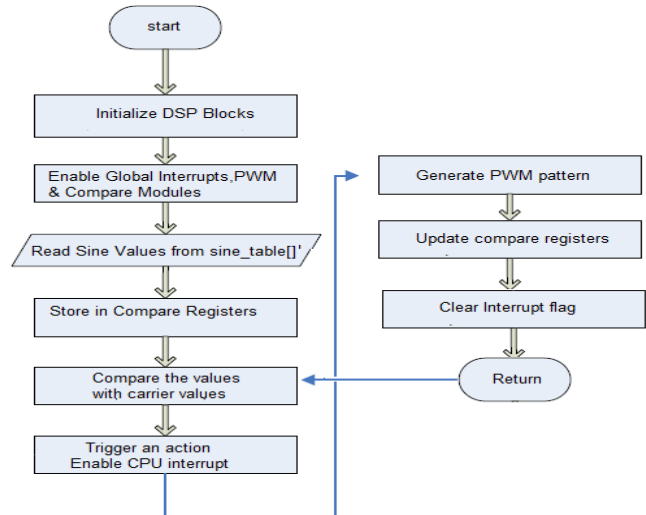 start
Initialize DSP Blocks
Enable Global Interrupts,PWM
& Compare Modules
Read Sine Values from sine_table[]'
Store in Compare Registers
Compare the values
with carrier values
Trigger an action
Enable CPU interrupt
Generate PWM pattern
Update compare registers
Clear Interrupt flag
Return